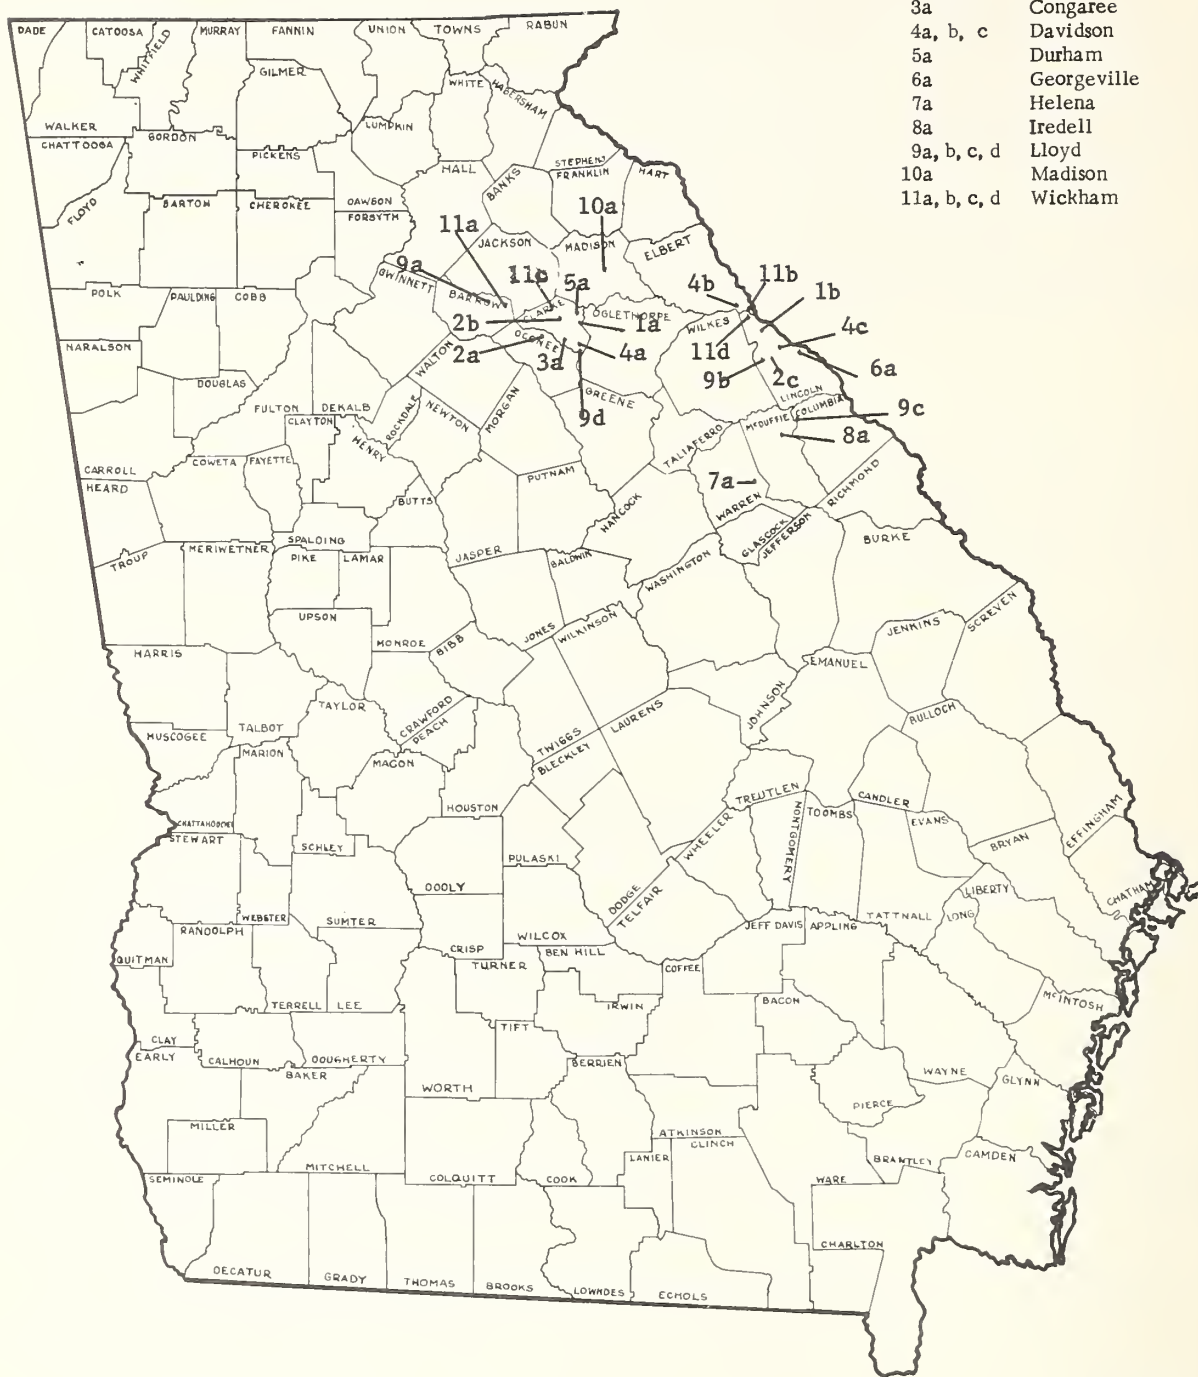 3a Congaree
4a, b, c Davidson
5a Durham
6a Georgeville
7a Helena
8a Iredell
9a, b, c, d Lloyd
10a Madison
11a, b, c, d Wickham
DADE
CATOOSA
WHITFIELD
MURRAY
FANNIN
UNION
TOWNS
RABUN
GILMER
WHITE
HABERSHAM
WALKER
CHATTOOGA
GORDON
LUMPKIN
PICKENS
HALL
BANKS
STEPHENS
FRANKLIN
HART
FLOYD
BARTON
CHEROKEE
DAWSON
FORSYTH
10a
11a
JACKSON
MADISON
ELBERT
9a
GWINNETT
BARROW
11c
5a
4b
11b
POLK
PAULDING
COBB
CLARKE
OGLETHORPE
WILKES
1b
2b
1a
4c
HARALSON
WALTON
2a
OCONEE
3a
4a
11d
9b
2c
6a
DOUGLAS
9d
GREENE
LINCOLN
FULTON
DEKALB
ROCKDALE
NEWTON
MORGAN
McDUFFIE
COLUMBIA
9c
CLAYTON
HENRY
TALIAFERRO
8a
CARROLL
HEARD
COWETA
FAYETTE
BUTTS
PUTNAM
HANCOCK
7a
WARREN
RICHMOND
SPALDING
GLASCOCK
JEFFERSON
BURKE
TROUP
MERIWETHER
PIKE
LAMAR
JASPER
BALDWIN
WASHINGTON
UPSON
MONROE
BIBB
JONES
WILKINSON
JENKINS
SCREVEN
HARRIS
EMANUEL
TALBOT
TAYLOR
CRAWFORD
PEACH
TWIGGS
BLECKLEY
LAURENS
JOHNSON
BULLOCH
MUSCOGEE
MARION
MACON
HOUSTON
TREUTLEN
CANDLER
EFFINGHAM
CHATTAHOOCHEE
STEWART
SCHLEY
WHEELER
MONTGOMERY
TOOMBS
EVANS
BRYAN
PULASKI
DOOLY
DODGE
TELFAIR
LIBERTY
CHATHAM
WEBSTER
SUMTER
TATTNALL
LONG
RANDOLPH
CRISP
WILCOX
JEFF DAVIS
APPLING
QUITMAN
TURNER
BEN HILL
COFFEE
TERRELL
LEE
IRWIN
BACON
McINTOSH
CLAY
TIFT
EARLY
CALHOUN
DOUGHERTY
BERRIEN
BAKER
WORTH
WAYNE
GLYNN
PIERCE
MILLER
ATKINSON
CLINCH
MITCHELL
LANIER
BRANTLEY
CAMDEN
SEMINOLE
COLQUITT
COOK
WARE
CHARLTON
DECATUR
GRADY
THOMAS
BROOKS
LOWNDES
ECHOLS